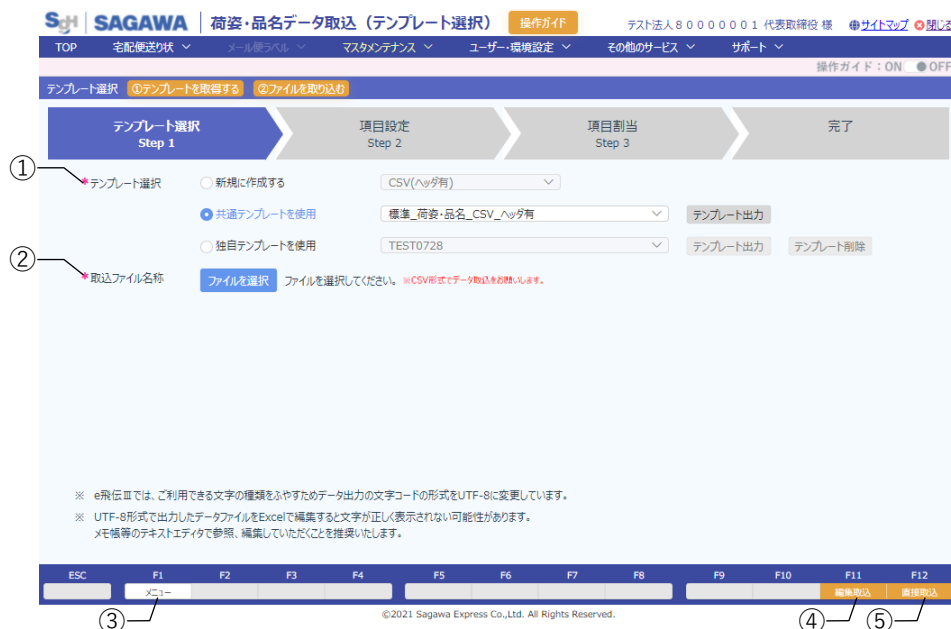 SGH SAGAWA 荷姿・品名データ取込（テンプレート選択） 操作ガイド テスト法人８０００００００１ 代表取締役 様 サイトマップ 閉じる
TOP 宅配便送り状 メール便ラベル マスタメンテナンス ユーザー・環境設定 その他のサービス サポート
操作ガイド：ON OFF
テンプレート選択 ①テンプレートを取得する ②ファイルを取り込む
テンプレート選択 項目設定 項目割当 完了
Step 1 Step 2 Step 3
① *テンプレート選択 新規に作成する CSV(ヘッダ有)
共通テンプレートを使用 標準_荷姿・品名_CSV_ヘッダ有 テンプレート出力
独自テンプレートを使用 TEST0728 テンプレート出力 テンプレート削除
② *取込ファイル名称 ファイルを選択 ファイルを選択してください。 ※CSV形式でデータ取込をお願いします。
※ e飛伝Ⅲでは、ご利用できる文字の種類をふやすためデータ出力の文字コードの形式をUTF-8に変更しています。
※ UTF-8形式で出力したデータファイルをExcelで編集すると文字が正しく表示されない可能性があります。
メモ帳等のテキストエディタで参照、編集していただくことを推奨いたします。
ESC F1 F2 F3 F4 F5 F6 F7 F8 F9 F10 F11 F12
メニュー 編集取込 直接取込
©2021 Sagawa Express Co.,Ltd. All Rights Reserved.
③ ④ ⑤